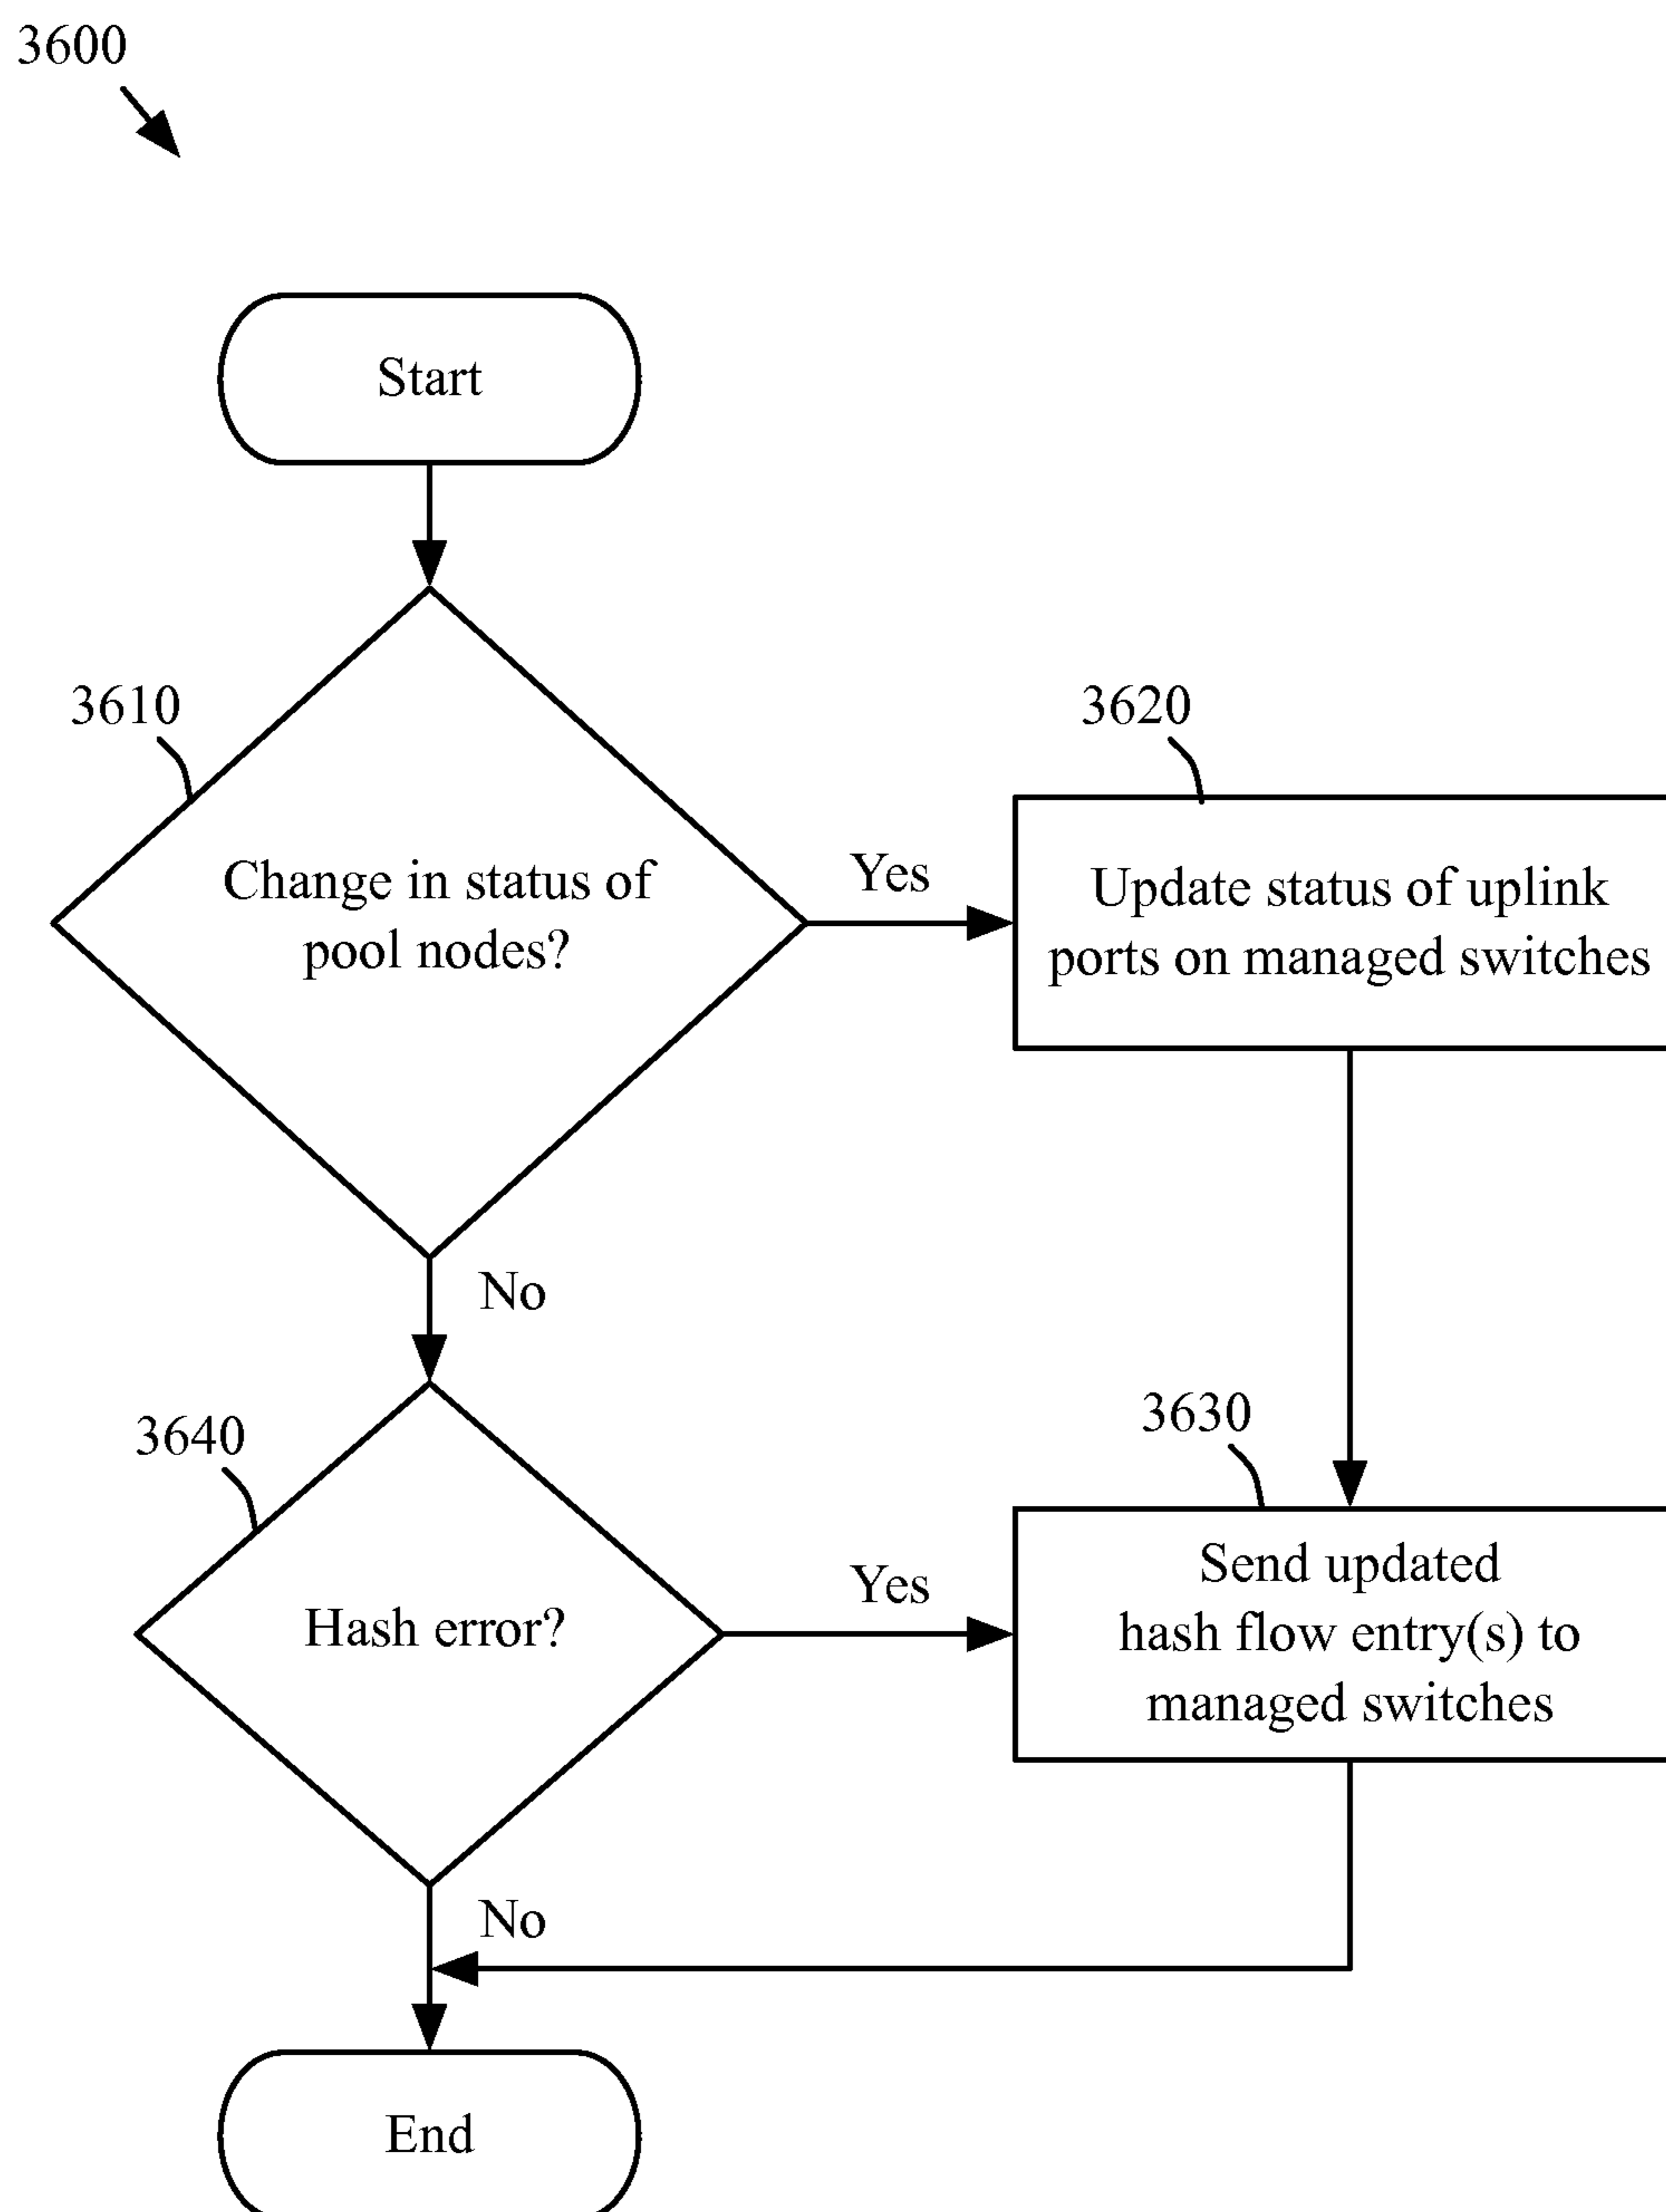 3600
Start
3610
Change in status of
pool nodes?
Yes
3620
Update status of uplink
ports on managed switches
No
3640
Hash error?
Yes
3630
Send updated
hash flow entry(s) to
managed switches
No
End